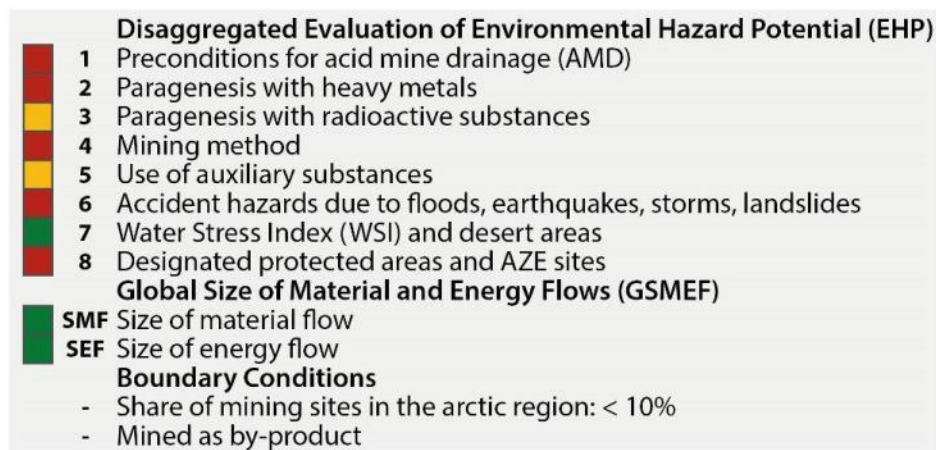 Disaggregated Evaluation of Environmental Hazard Potential (EHP)
1 Preconditions for acid mine drainage (AMD)
2 Paragenesis with heavy metals
3 Paragenesis with radioactive substances
4 Mining method
5 Use of auxiliary substances
6 Accident hazards due to floods, earthquakes, storms, landslides
7 Water Stress Index (WSI) and desert areas
8 Designated protected areas and AZE sites
Global Size of Material and Energy Flows (GSMEF)
SMF Size of material flow
SEF Size of energy flow
Boundary Conditions
- Share of mining sites in the arctic region: < 10%
- Mined as by-product